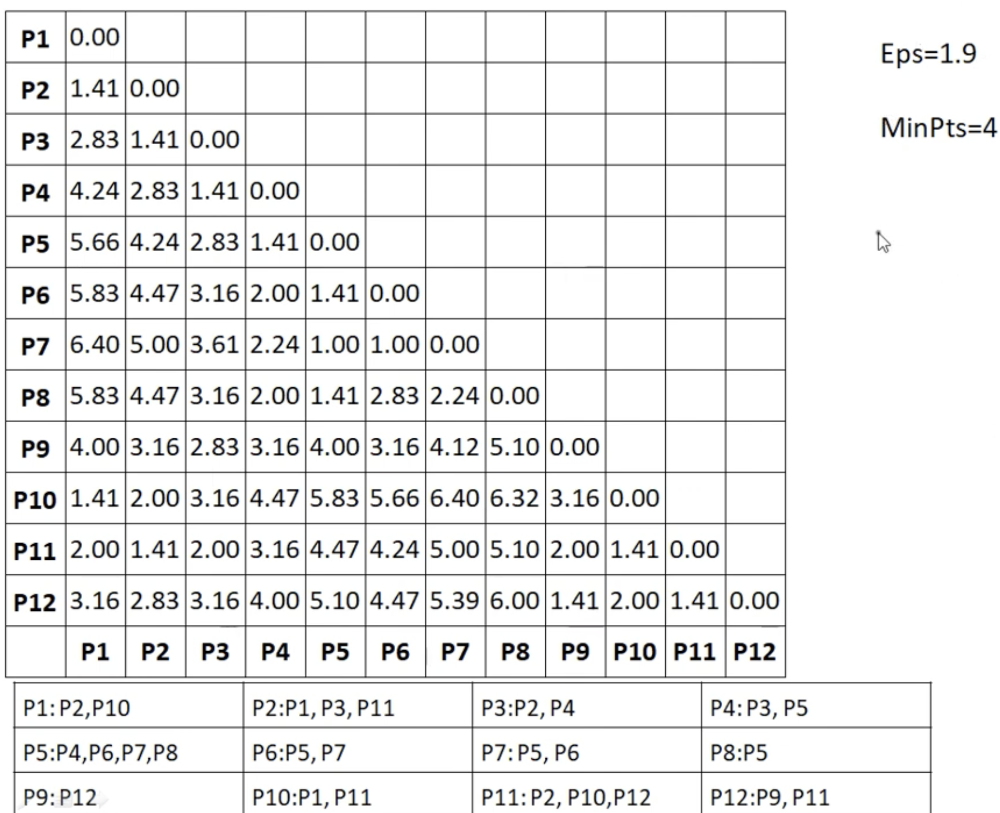 P1 0.00
P2 1.41 0.00
P3 2.83 1.41 0.00
P4 4.24 2.83 1.41 0.00
P5 5.66 4.24 2.83 1.41 0.00
P6 5.83 4.47 3.16 2.00 1.41 0.00
P7 6.40 5.00 3.61 2.24 1.00 1.00 0.00
P8 5.83 4.47 3.16 2.00 1.41 2.83 2.24 0.00
P9 4.00 3.16 2.83 3.16 4.00 3.16 4.12 5.10 0.00
P10 1.41 2.00 3.16 4.47 5.83 5.66 6.40 6.32 3.16 0.00
P11 2.00 1.41 2.00 3.16 4.47 4.24 5.00 5.10 2.00 1.41 0.00
P12 3.16 2.83 3.16 4.00 5.10 4.47 5.39 6.00 1.41 2.00 1.41 0.00
P1 P2 P3 P4 P5 P6 P7 P8 P9 P10 P11 P12
Eps=1.9
MinPts=4
P1: P2,P10 P2:P1, P3, P11 P3:P2, P4 P4: P3, P5
P5:P4,P6,P7,P8 P6:P5, P7 P7: P5, P6 P8:P5
P9: P12 P10:P1, P11 P11: P2, P10,P12 P12:P9, P11